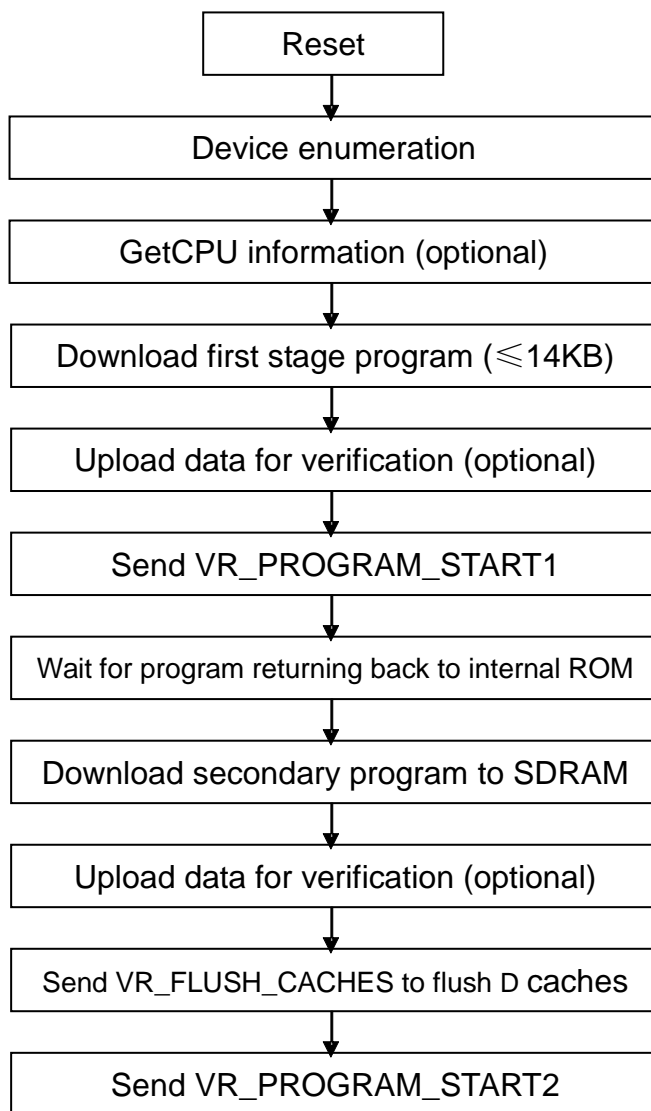 Reset
Device enumeration
GetCPU information (optional)
Download first stage program (≤14KB)
Upload data for verification (optional)
Send VR_PROGRAM_START1
Wait for program returning back to internal ROM
Download secondary program to SDRAM
Upload data for verification (optional)
Send VR_FLUSH_CACHES to flush D caches
Send VR_PROGRAM_START2